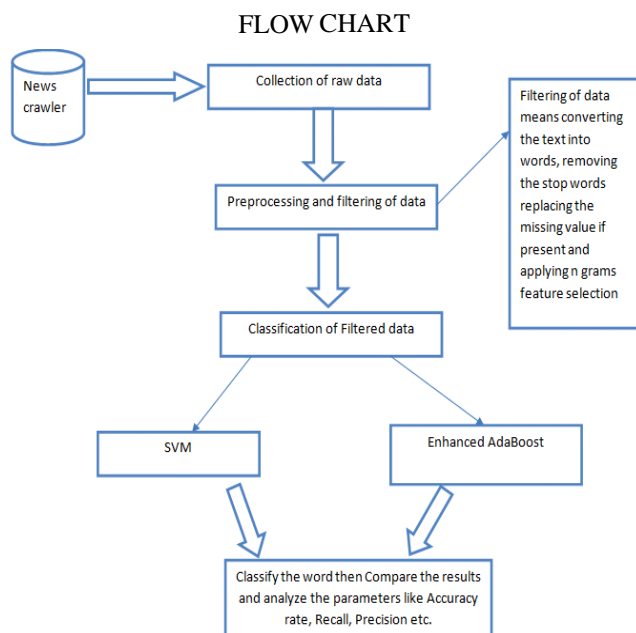 FLOW CHART
News
crawler
Collection of raw data
Filtering of data
means converting
the text into
words, removing
the stop words
replacing the
missing value if
present and
applying n grams
feature selection
Preprocessing and filtering of data
Classification of Filtered data
SVM
Enhanced AdaBoost
Classify the word then Compare the results
and analyze the parameters like Accuracy
rate, Recall, Precision etc.